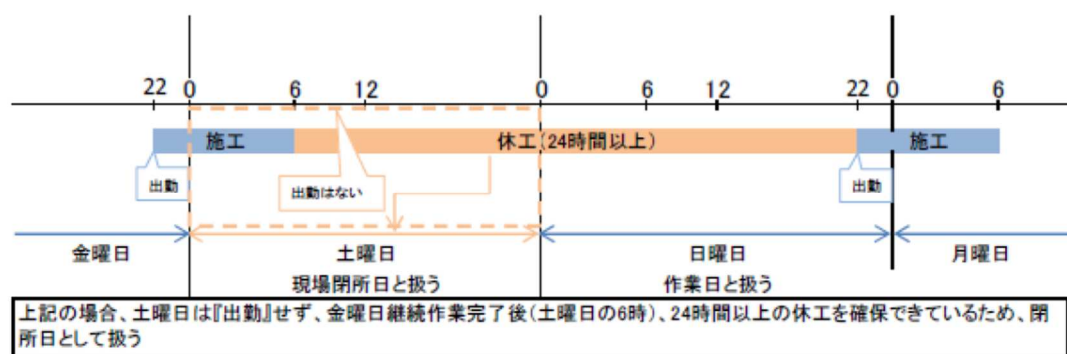 22 0 6 12 0 6 12 22 0 6
施工 休工(24時間以上) 施工
出勤 出勤はない 出勤
金曜日 土曜日 日曜日 月曜日
現場閉所日と扱う 作業日と扱う
上記の場合、土曜日は『出勤』せず、金曜日継続作業完了後(土曜日の6時)、24時間以上の休工を確保できているため、閉
所日として扱う